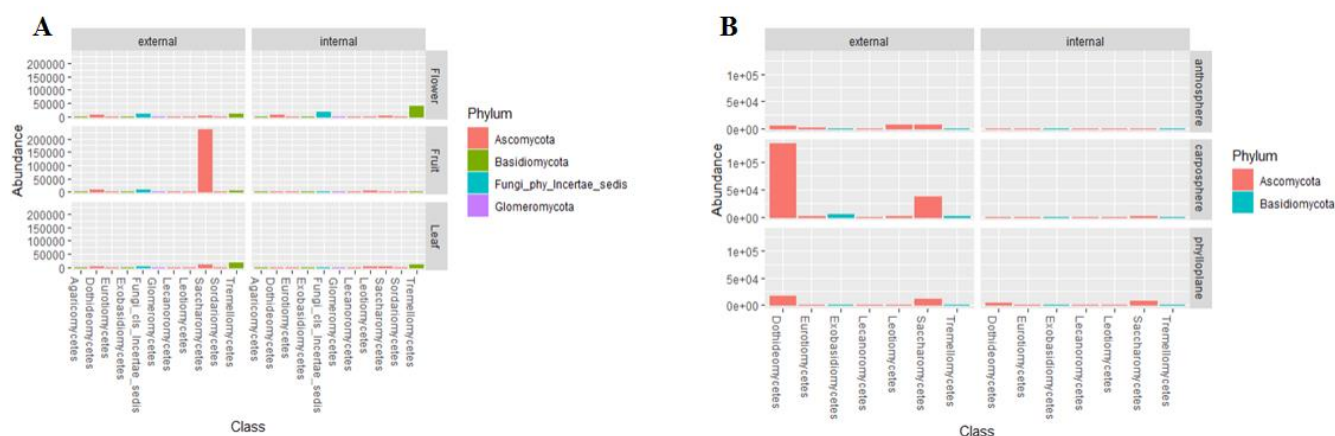 A
external
internal
200000
150000
100000
50000
0
Flower
200000
150000
100000
50000
0
Fruit
200000
150000
100000
50000
0
Leaf
Abundance
Agaricomycetes
Dothideomycetes
Eurotiomycetes
Exobasidiomycetes
Fungi_cls_Incertae_sedis
Glomeromycetes
Lecanoromycetes
Leotiomycetes
Saccharomycetes
Sordariomycetes
Tremellomycetes
Agaricomycetes
Dothideomycetes
Eurotiomycetes
Exobasidiomycetes
Fungi_cls_Incertae_sedis
Glomeromycetes
Lecanoromycetes
Leotiomycetes
Saccharomycetes
Sordariomycetes
Tremellomycetes
Class
Phylum
Ascomycota
Basidiomycota
Fungi_phy_Incertae_sedis
Glomeromycota
B
external
internal
1e+05
5e+04
0e+00
anthosphere
1e+05
5e+04
0e+00
carposphere
1e+05
5e+04
0e+00
phylloplane
Abundance
Dothideomycetes
Eurotiomycetes
Exobasidiomycetes
Lecanoromycetes
Leotiomycetes
Saccharomycetes
Tremellomycetes
Dothideomycetes
Eurotiomycetes
Exobasidiomycetes
Lecanoromycetes
Leotiomycetes
Saccharomycetes
Tremellomycetes
Class
Phylum
Ascomycota
Basidiomycota